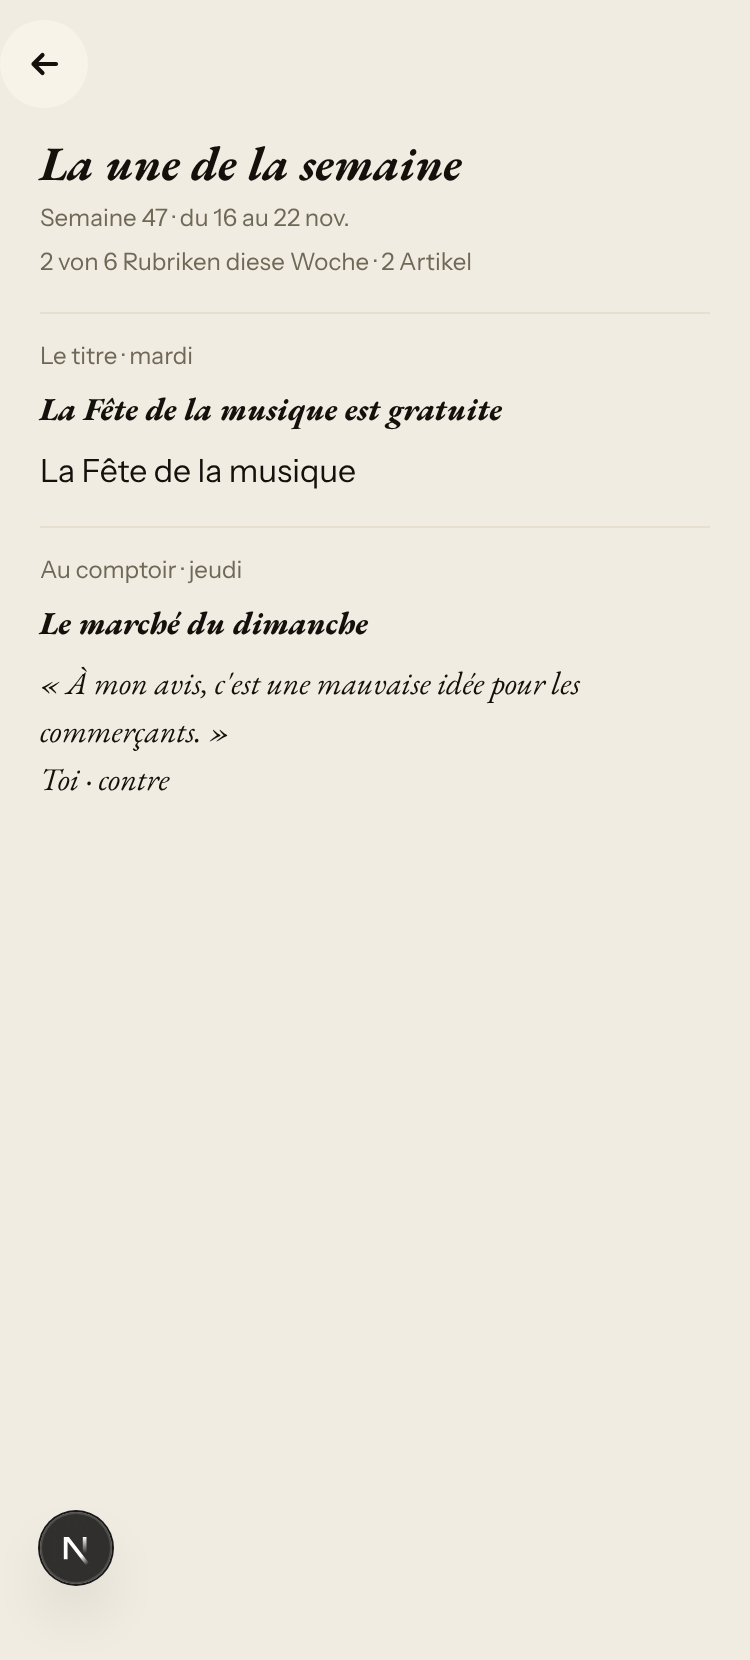 La une de la semaine
Semaine 47 · du 16 au 22 nov.
2 von 6 Rubriken diese Woche · 2 Artikel
Le titre · mardi
La Fête de la musique est gratuite
La Fête de la musique
Au comptoir · jeudi
Le marché du dimanche
« À mon avis, c'est une mauvaise idée pour les
commerçants. »
Toi · contre
N